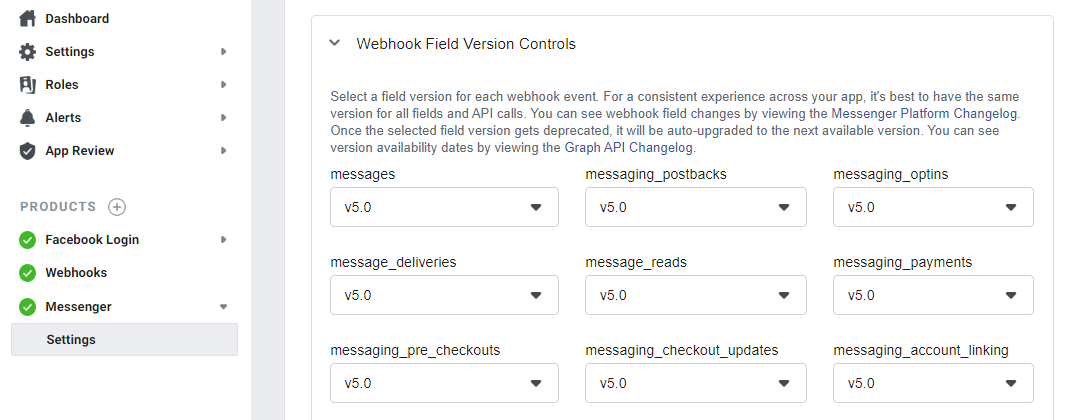 Dashboard
Settings
Roles
Alerts
App Review
PRODUCTS
Facebook Login
Webhooks
Messenger
Settings
Webhook Field Version Controls
Select a field version for each webhook event. For a consistent experience across your app, it's best to have the same
version for all fields and API calls. You can see webhook field changes by viewing the Messenger Platform Changelog.
Once the selected field version gets deprecated, it will be auto-upgraded to the next available version. You can see
version availability dates by viewing the Graph API Changelog.
messages messaging_postbacks messaging_optins
v5.0 v5.0 v5.0
message_deliveries message_reads messaging_payments
v5.0 v5.0 v5.0
messaging_pre_checkouts messaging_checkout_updates messaging_account_linking
v5.0 v5.0 v5.0